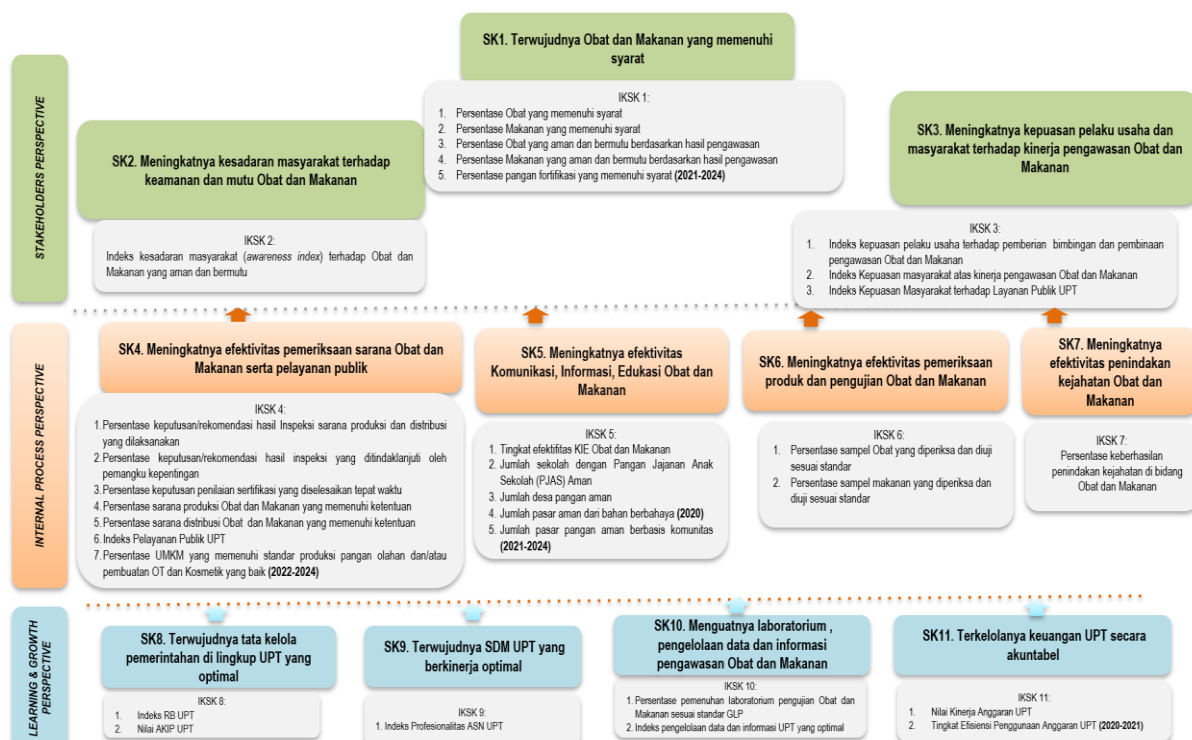 STAKEHOLDERS PERSPECTIVE
SK1. Terwujudnya Obat dan Makanan yang memenuhi
syarat
IKSK 1:
1. Persentase Obat yang memenuhi syarat
2. Persentase Makanan yang memenuhi syarat
3. Persentase Obat yang aman dan bermutu berdasarkan hasil pengawasan
4. Persentase Makanan yang aman dan bermutu berdasarkan hasil pengawasan
5. Persentase pangan fortifikasi yang memenuhi syarat (2021-2024)
SK2. Meningkatnya kesadaran masyarakat terhadap
keamanan dan mutu Obat dan Makanan
IKSK 2:
Indeks kesadaran masyarakat (awareness index) terhadap Obat dan
Makanan yang aman dan bermutu
SK3. Meningkatnya kepuasan pelaku usaha dan
masyarakat terhadap kinerja pengawasan Obat dan
Makanan
IKSK 3:
1. Indeks kepuasan pelaku usaha terhadap pemberian bimbingan dan pembinaan
pengawasan Obat dan Makanan
2. Indeks Kepuasan masyarakat atas kinerja pengawasan Obat dan Makanan
3. Indeks Kepuasan Masyarakat terhadap Layanan Publik UPT
INTERNAL PROCESS PERSPECTIVE
SK4. Meningkatnya efektivitas pemeriksaan sarana Obat dan
Makanan serta pelayanan publik
IKSK 4:
1. Persentase keputusan/rekomendasi hasil Inspeksi sarana produksi dan distribusi
yang dilaksanakan
2. Persentase keputusan/rekomendasi hasil inspeksi yang ditindaklanjuti oleh
pemangku kepentingan
3. Persentase keputusan penilaian sertifikasi yang diselesaikan tepat waktu
4. Persentase sarana produksi Obat dan Makanan yang memenuhi ketentuan
5. Persentase sarana distribusi Obat dan Makanan yang memenuhi ketentuan
6. Indeks Pelayanan Publik UPT
7. Persentase UMKM yang memenuhi standar produksi pangan olahan dan/atau
pembuatan OT dan Kosmetik yang baik (2022-2024)
SK5. Meningkatnya efektivitas
Komunikasi, Informasi, Edukasi Obat dan
Makanan
IKSK 5:
1. Tingkat efektifitas KIE Obat dan Makanan
2. Jumlah sekolah dengan Pangan Jajanan Anak
Sekolah (PJAS) Aman
3. Jumlah desa pangan aman
4. Jumlah pasar aman dari bahan berbahaya (2020)
5. Jumlah pasar pangan aman berbasis komunitas
(2021-2024)
SK6. Meningkatnya efektivitas pemeriksaan
produk dan pengujian Obat dan Makanan
IKSK 6:
1. Persentase sampel Obat yang diperiksa dan diuji
sesuai standar
2. Persentase sampel makanan yang diperiksa dan
diuji sesuai standar
SK7. Meningkatnya
efektivitas penindakan
kejahatan Obat dan
Makanan
IKSK 7:
Persentase keberhasilan
penindakan kejahatan di bidang
Obat dan Makanan
LEARNING & GROWTH
PERSPECTIVE
SK8. Terwujudnya tata kelola
pemerintahan di lingkup UPT yang
optimal
IKSK 8:
1. Indeks RB UPT
2. Nilai AKIP UPT
SK9. Terwujudnya SDM UPT yang
berkinerja optimal
IKSK 9:
1. Indeks Profesionalitas ASN UPT
SK10. Menguatnya laboratorium ,
pengelolaan data dan informasi
pengawasan Obat dan Makanan
IKSK 10:
1. Persentase pemenuhan laboratorium pengujian Obat dan
Makanan sesuai standar GLP
2. Indeks pengelolaan data dan informasi UPT yang optimal
SK11. Terkelolanya keuangan UPT secara
akuntabel
IKSK 11:
1. Nilai Kinerja Anggaran UPT
2. Tingkat Efisiensi Penggunaan Anggaran UPT (2020-2021)